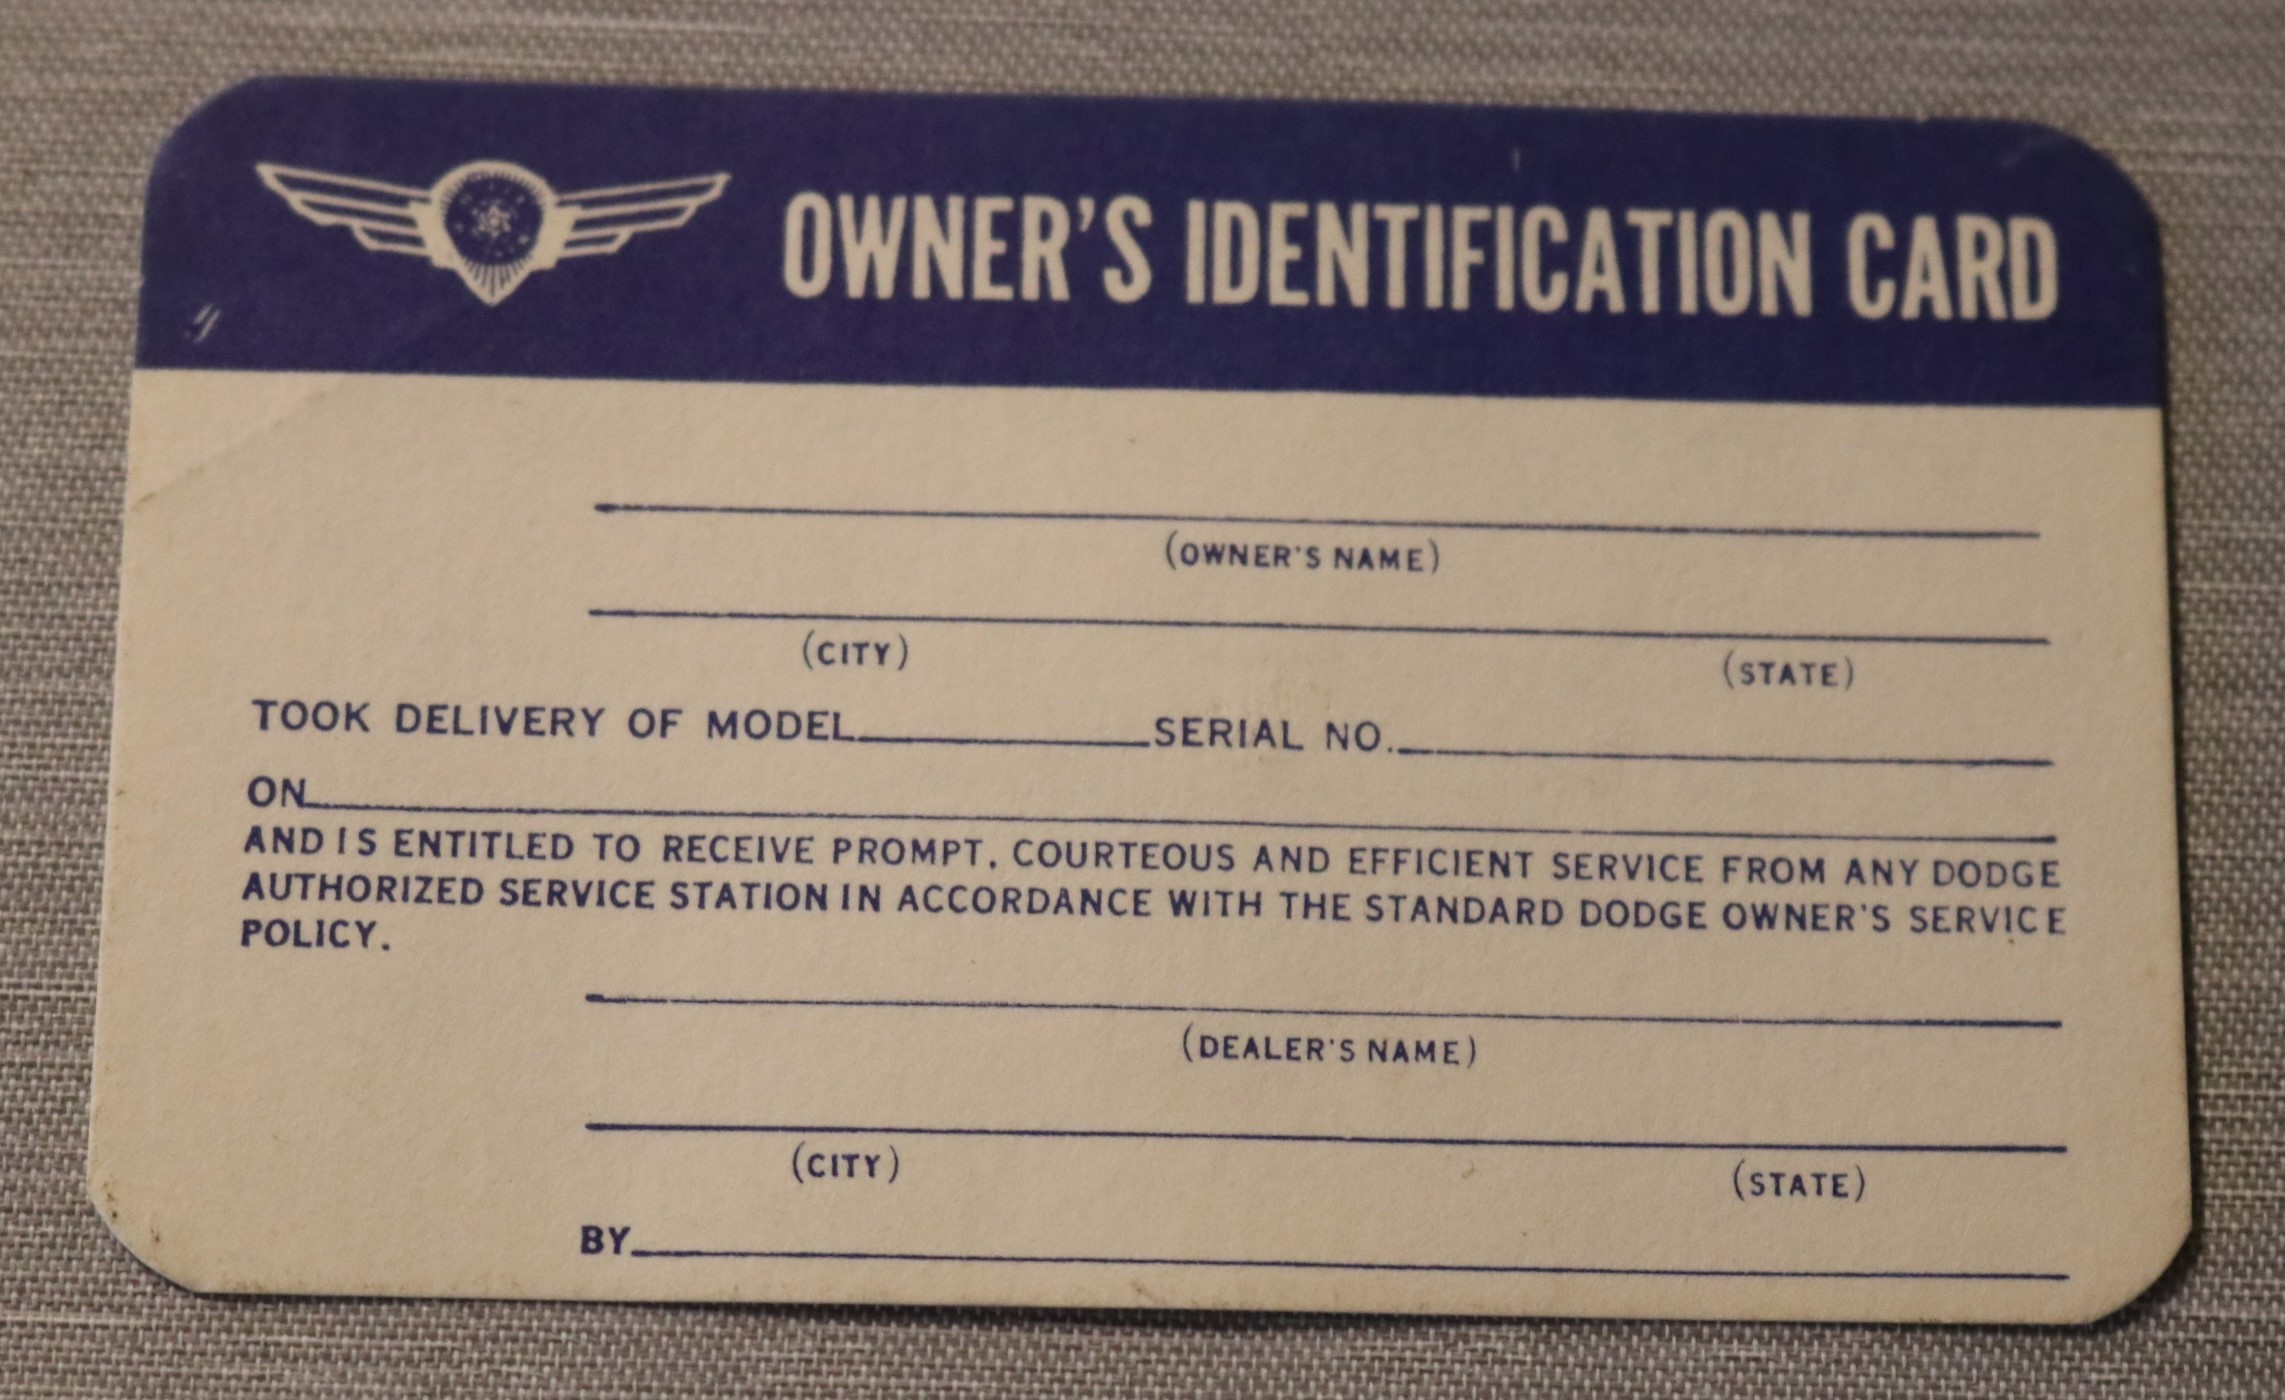 OWNER'S IDENTIFICATION CARD
(OWNER'S NAME)
(CITY) (STATE)
TOOK DELIVERY OF MODEL SERIAL NO.
ON
AND IS ENTITLED TO RECEIVE PROMPT, COURTEOUS AND EFFICIENT SERVICE FROM ANY DODGE
AUTHORIZED SERVICE STATION IN ACCORDANCE WITH THE STANDARD DODGE OWNER'S SERVICE
POLICY.
(DEALER'S NAME)
(CITY) (STATE)
BY